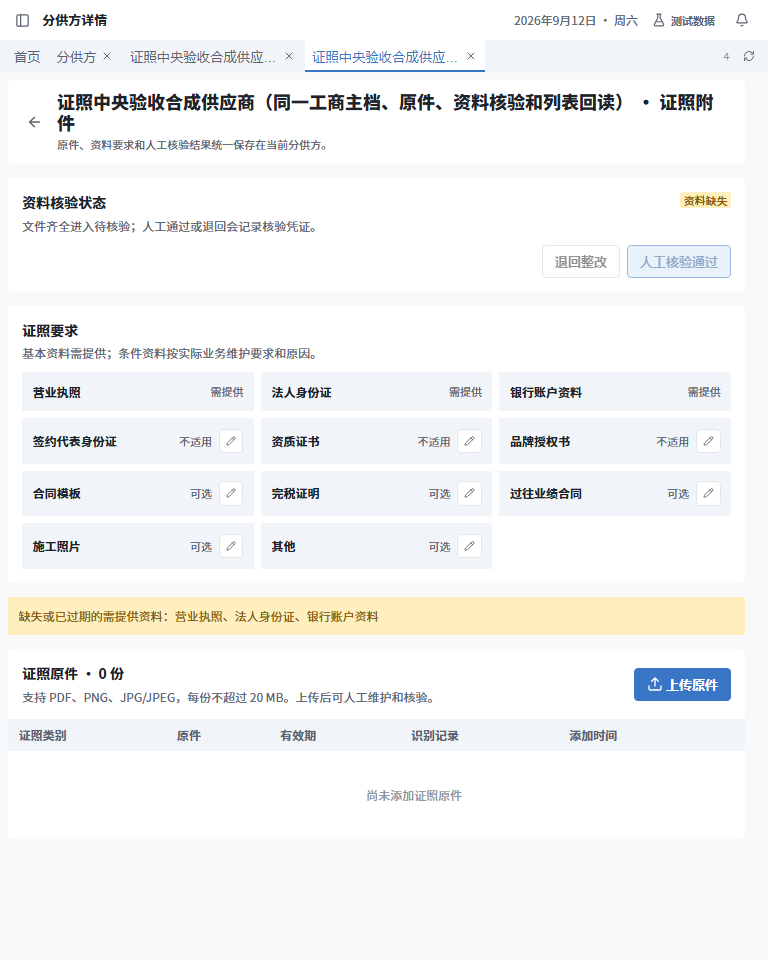 分供方详情
2026年9月12日 • 周六
测试数据
首页
分供方
证照中央验收合成供应...
证照中央验收合成供应...
4
证照中央验收合成供应商（同一工商主档、原件、资料核验和列表回读） • 证照附
件
原件、资料要求和人工核验结果统一保存在当前分供方。
资料核验状态
资料缺失
文件齐全进入待核验；人工通过或退回会记录核验凭证。
退回整改
人工核验通过
证照要求
基本资料需提供；条件资料按实际业务维护要求和原因。
营业执照 需提供
法人身份证 需提供
银行账户资料 需提供
签约代表身份证 不适用
资质证书 不适用
品牌授权书 不适用
合同模板 可选
完税证明 可选
过往业绩合同 可选
施工照片 可选
其他 可选
缺失或已过期的需提供资料：营业执照、法人身份证、银行账户资料
证照原件 • 0 份
支持 PDF、PNG、JPG/JPEG，每份不超过 20 MB。上传后可人工维护和核验。
上传原件
证照类别 原件 有效期 识别记录 添加时间
尚未添加证照原件